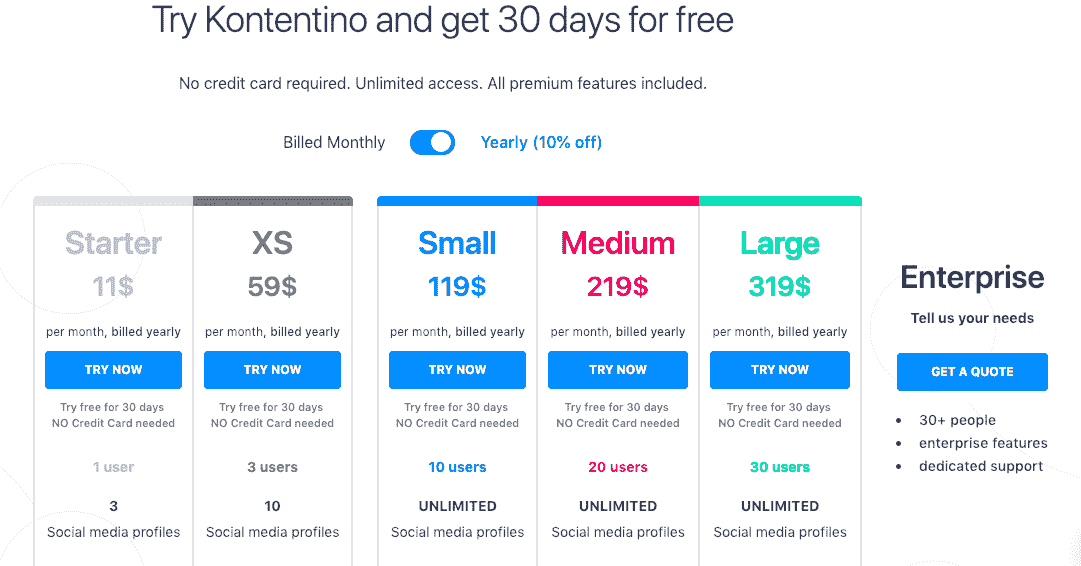 Try Kontentino and get 30 days for free
No credit card required. Unlimited access. All premium features included.
Billed Monthly
Yearly (10% off)
Starter
11$
per month, billed yearly
TRY NOW
Try free for 30 days
NO Credit Card needed
1 user
3
Social media profiles
XS
59$
per month, billed yearly
TRY NOW
Try free for 30 days
NO Credit Card needed
3 users
10
Social media profiles
Small
119$
per month, billed yearly
TRY NOW
Try free for 30 days
NO Credit Card needed
10 users
UNLIMITED
Social media profiles
Medium
219$
per month, billed yearly
TRY NOW
Try free for 30 days
NO Credit Card needed
20 users
UNLIMITED
Social media profiles
Large
319$
per month, billed yearly
TRY NOW
Try free for 30 days
NO Credit Card needed
30 users
UNLIMITED
Social media profiles
Enterprise
Tell us your needs
GET A QUOTE
• 30+ people
• enterprise features
• dedicated support